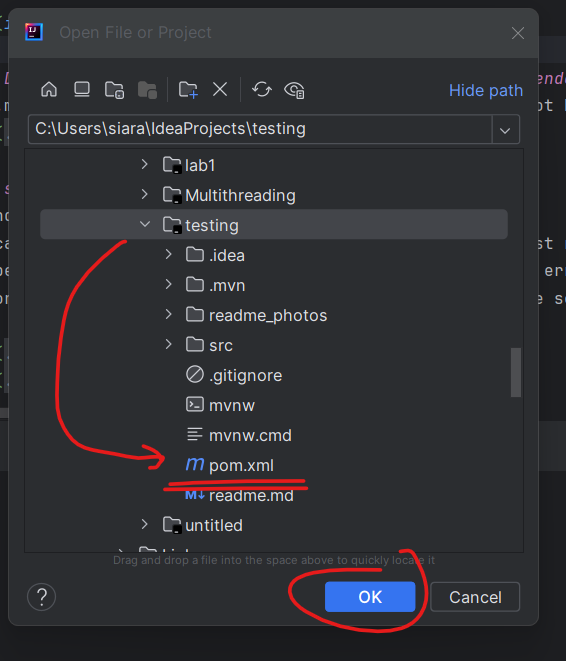 Open File or Project
Hide path
C:\Users\siara\IdeaProjects\testing
lab1
Multithreading
testing
.idea
.mvn
readme_photos
src
.gitignore
mvnw
mvnw.cmd
m pom.xml
M↓ readme.md
untitled
Drag and drop a file into the space above to quickly locate it
? OK Cancel